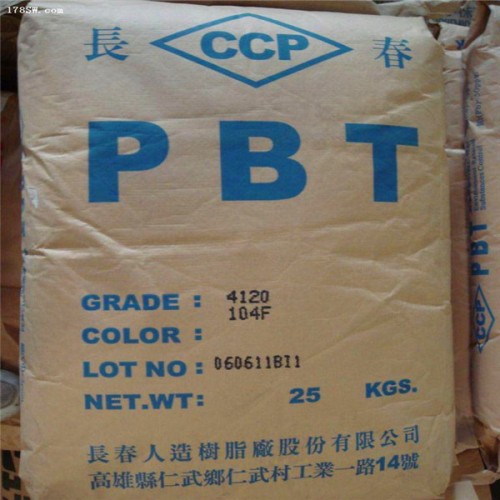 1785W.com
長 CCP 春
PBT
GRADE : 4120
104F
COLOR :
LOT NO : 060611BI1
NET.WT: 25 KGS.
長春人造樹脂廠股份有限公司
高雄縣仁武鄉仁武村工業一路14號
PBT